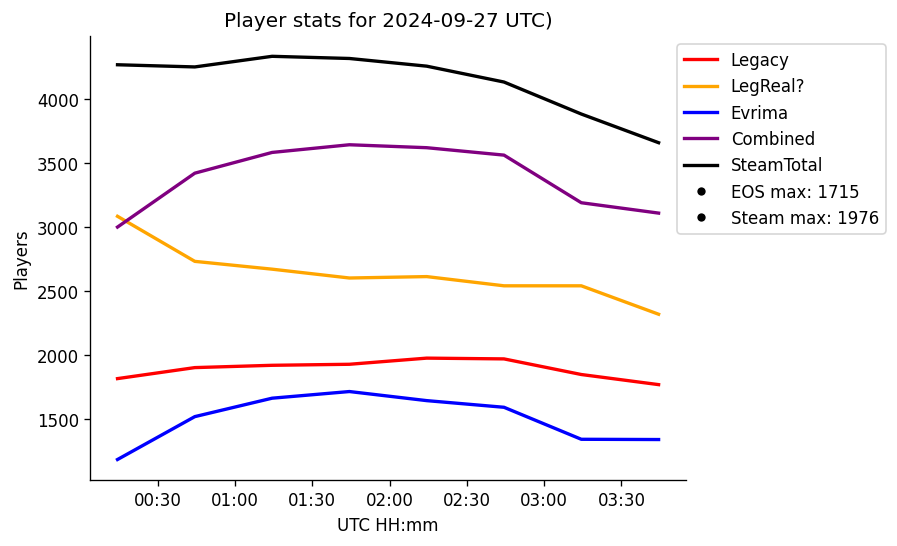 Player stats for 2024-09-27 UTC)
Legacy
LegReal?
Evrima
Combined
SteamTotal
EOS max: 1715
Steam max: 1976
Players
4000
3500
3000
2500
2000
1500
00:30 01:00 01:30 02:00 02:30 03:00 03:30
UTC HH:mm